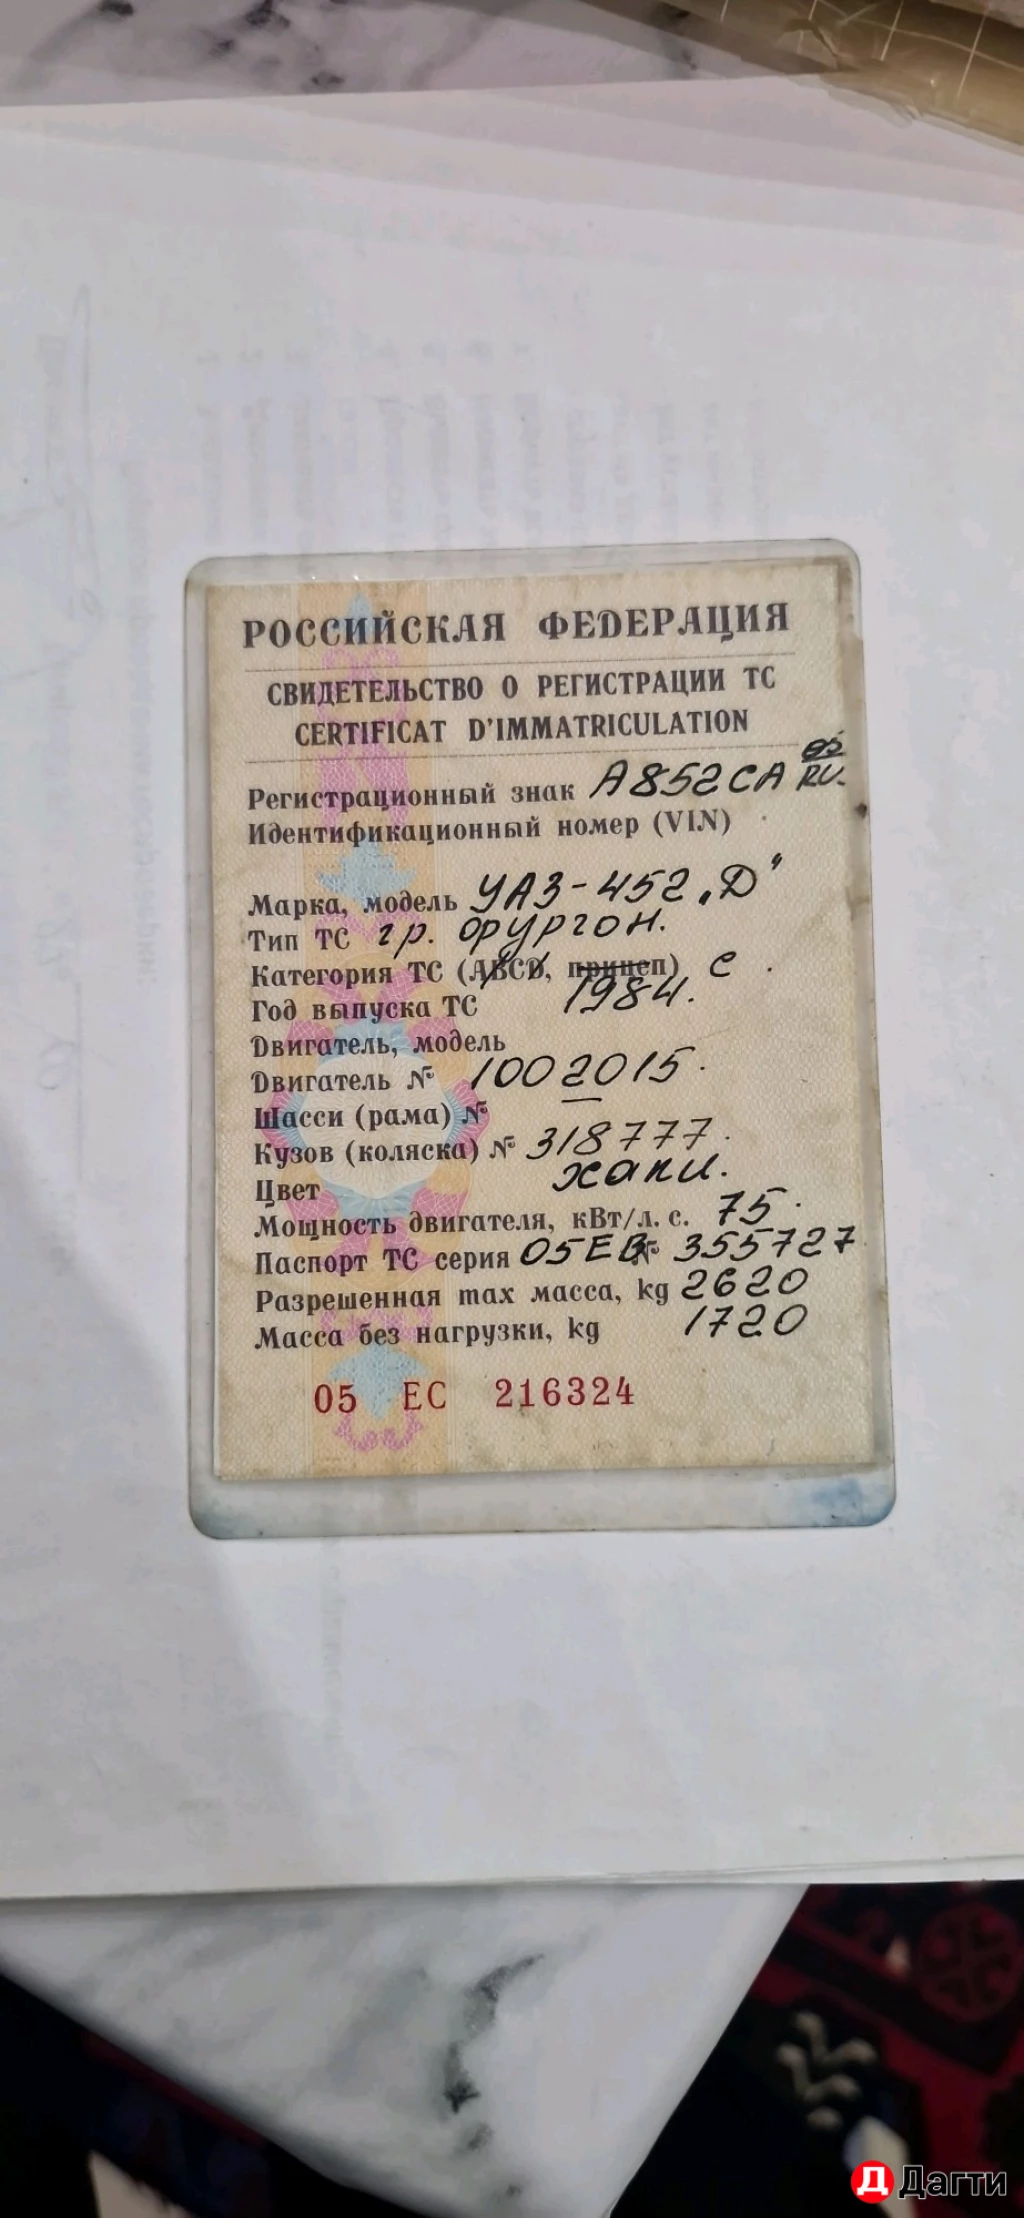 РОССИЙСКАЯ ФЕДЕРАЦИЯ
СВИДЕТЕЛЬСТВО О РЕГИСТРАЦИИ ТС
CERTIFICAT D'IMMATRICULATION
Регистрационный знак А852СА 05 RU.
Идентификационный номер (VIN)
Марка, модель УАЗ-452 „Д"
Тип ТС гр. фургон.
Категория ТС (ABCD, прицеп) С
Год выпуска ТС 1984.
Двигатель, модель
Двигатель № 1002015.
Шасси (рама) №
Кузов (коляска) № 318777.
Цвет хаки.
Мощность двигателя, кВт/л. с. 75.
Паспорт ТС серия 05ЕВ № 355727
Разрешенная max масса, kg 2620
Масса без нагрузки, kg 1720
05 ЕС 216324
Д Дагти